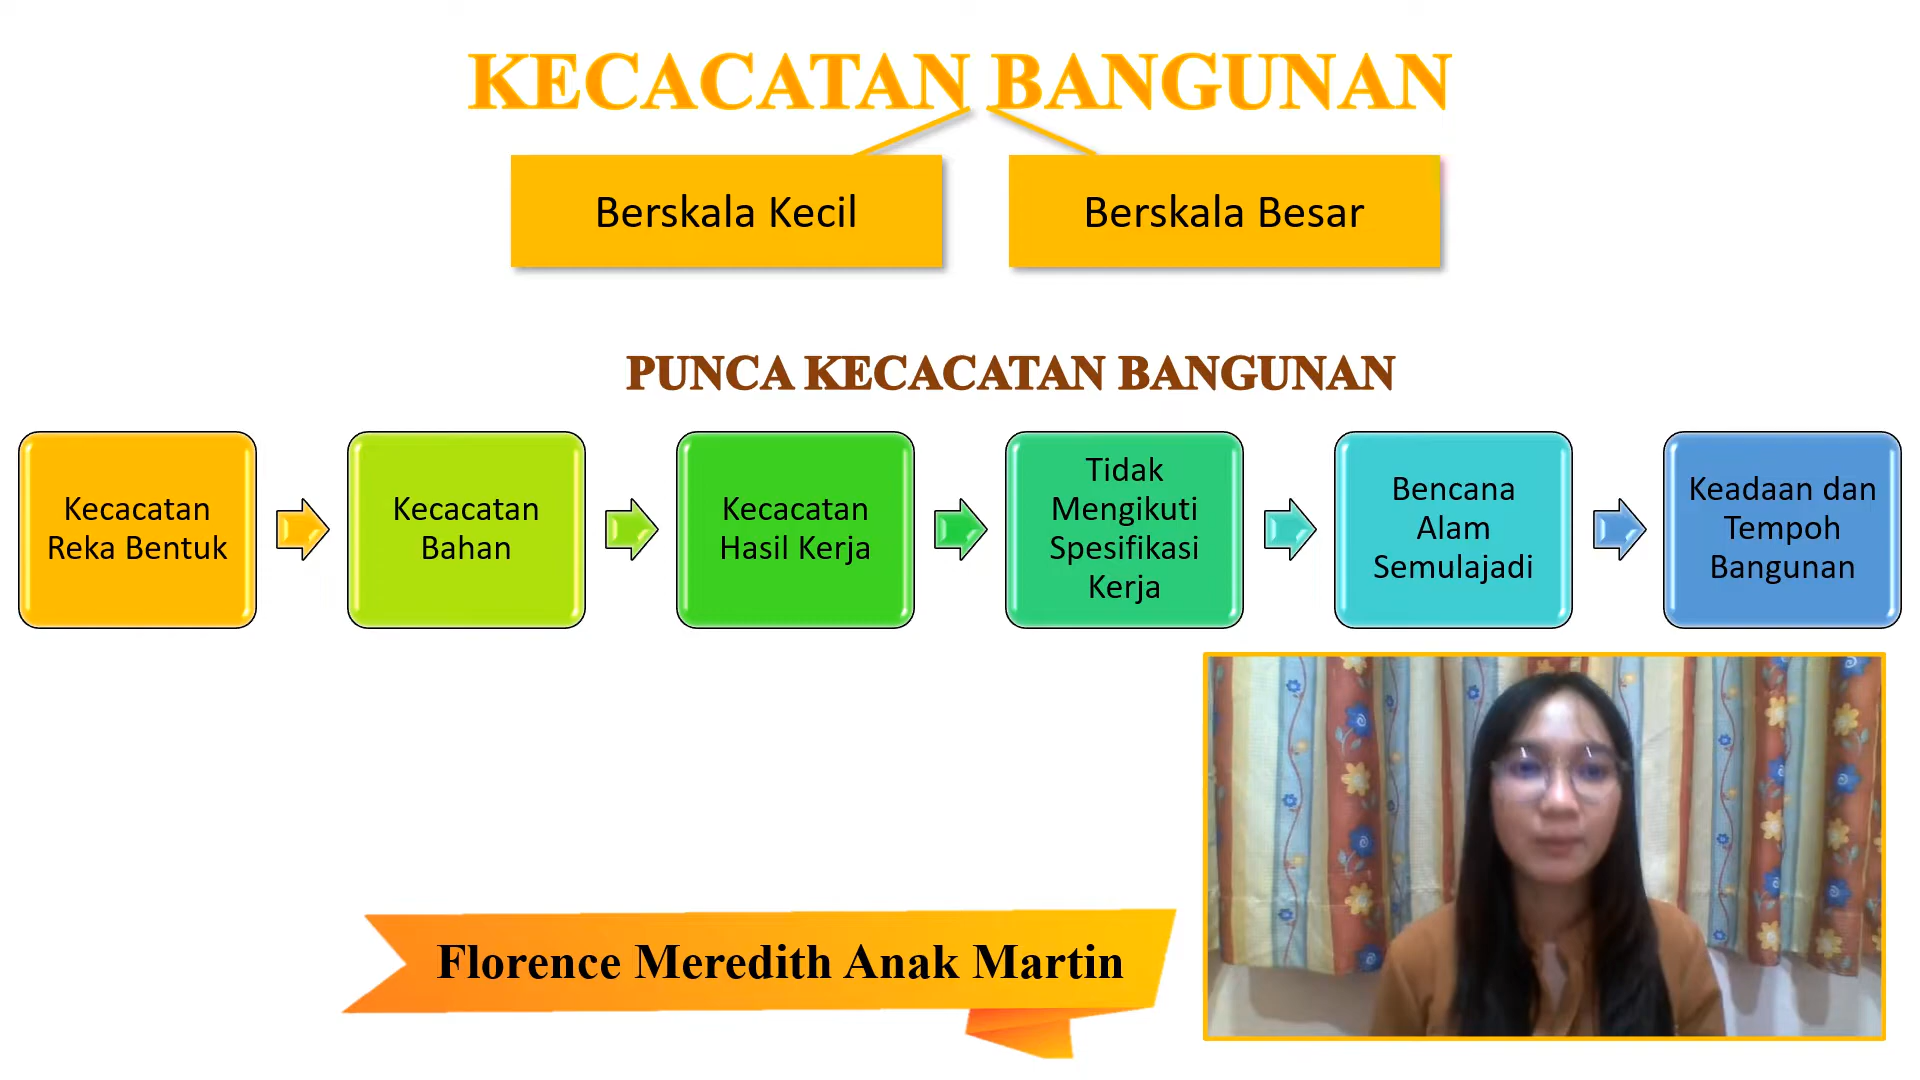 KECACATAN BANGUNAN
Berskala Kecil
Berskala Besar
PUNCA KECACATAN BANGUNAN
Kecacatan
Reka Bentuk
Kecacatan
Bahan
Kecacatan
Hasil Kerja
Tidak
Mengikuti
Spesifikasi
Kerja
Bencana
Alam
Semulajadi
Keadaan dan
Tempoh
Bangunan
Florence Meredith Anak Martin